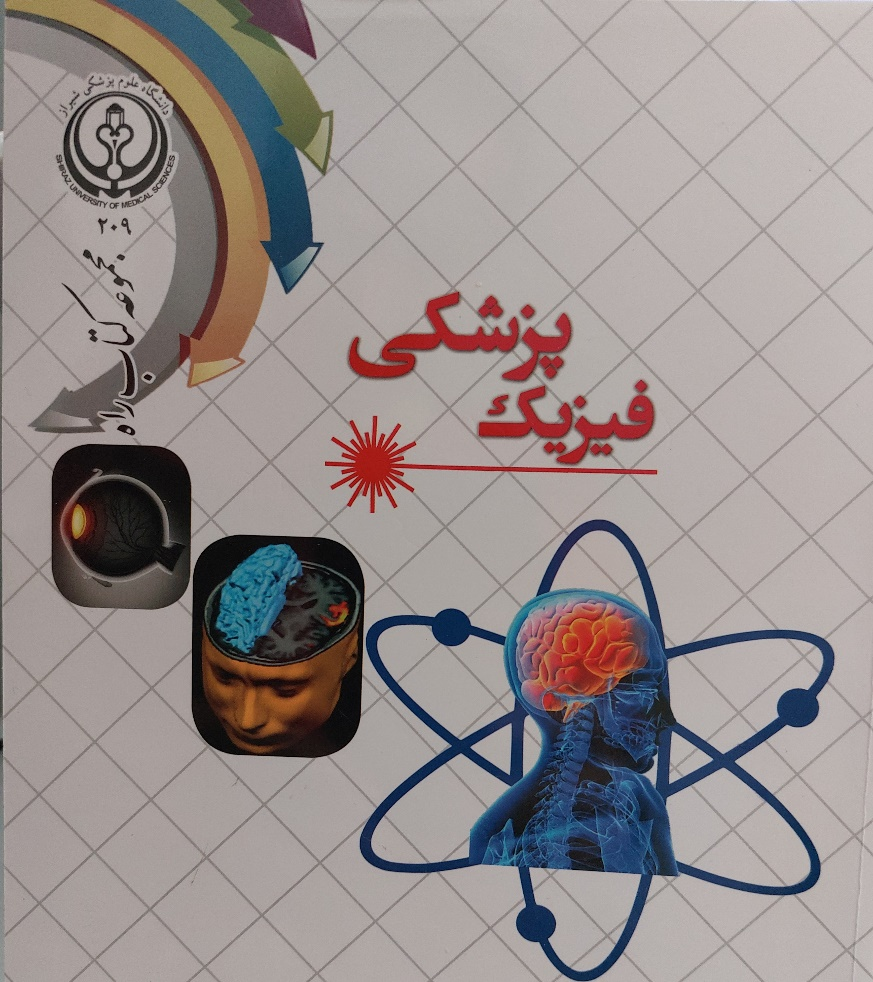 دانشگاه علوم پزشکی شیراز
SHIRAZ UNIVERSITY OF MEDICAL SCIENCES
۲۰۹
مجموعه کتاب راه
پزشکی
فیزیک